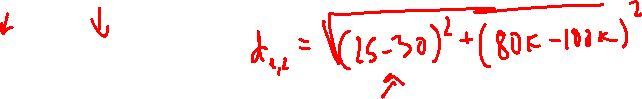 d₁,₂ = √(25-30)² + (80K-100K)²